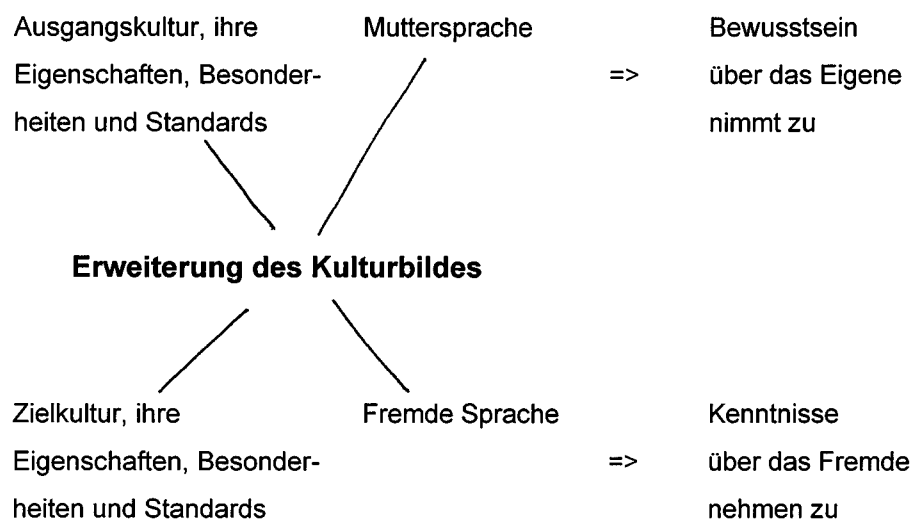 Ausgangskultur, ihre Muttersprache Bewusstsein
Eigenschaften, Besonder- => über das Eigene
heiten und Standards nimmt zu
Erweiterung des Kulturbildes
Zielkultur, ihre Fremde Sprache Kenntnisse
Eigenschaften, Besonder- => über das Fremde
heiten und Standards nehmen zu